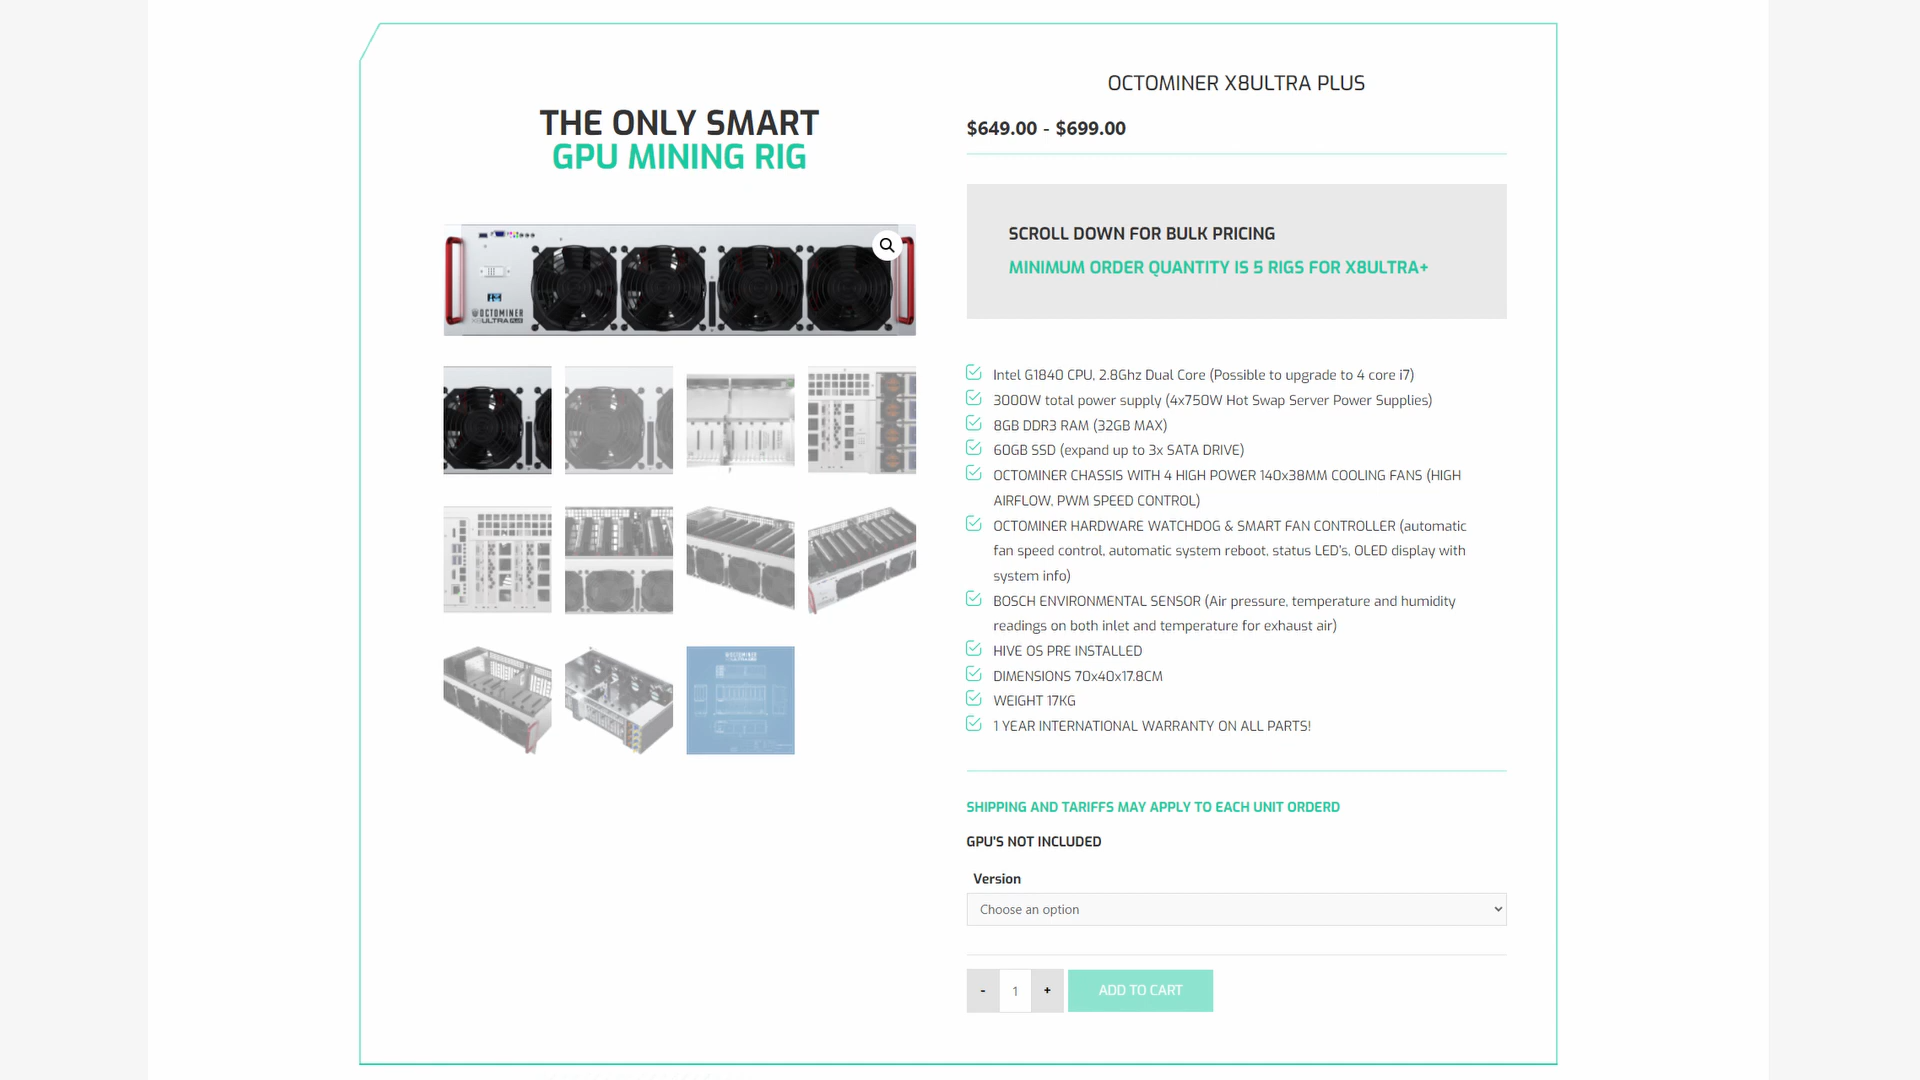 THE ONLY SMART
GPU MINING RIG
OCTOMINER
ULTRA PLUS
OCTOMINER X8ULTRA PLUS
$649.00 - $699.00
SCROLL DOWN FOR BULK PRICING
MINIMUM ORDER QUANTITY IS 5 RIGS FOR X8ULTRA+
Intel G1840 CPU, 2.8Ghz Dual Core (Possible to upgrade to 4 core i7)
3000W total power supply (4x750W Hot Swap Server Power Supplies)
8GB DDR3 RAM (32GB MAX)
60GB SSD (expand up to 3x SATA DRIVE)
OCTOMINER CHASSIS WITH 4 HIGH POWER 140x38MM COOLING FANS (HIGH
AIRFLOW, PWM SPEED CONTROL)
OCTOMINER HARDWARE WATCHDOG & SMART FAN CONTROLLER (automatic
fan speed control, automatic system reboot, status LED's, OLED display with
system info)
BOSCH ENVIRONMENTAL SENSOR (Air pressure, temperature and humidity
readings on both inlet and temperature for exhaust air)
HIVE OS PRE INSTALLED
DIMENSIONS 70x40x17.8CM
WEIGHT 17KG
1 YEAR INTERNATIONAL WARRANTY ON ALL PARTS!
SHIPPING AND TARIFFS MAY APPLY TO EACH UNIT ORDERD
GPU'S NOT INCLUDED
Version
Choose an option
- 1 + ADD TO CART